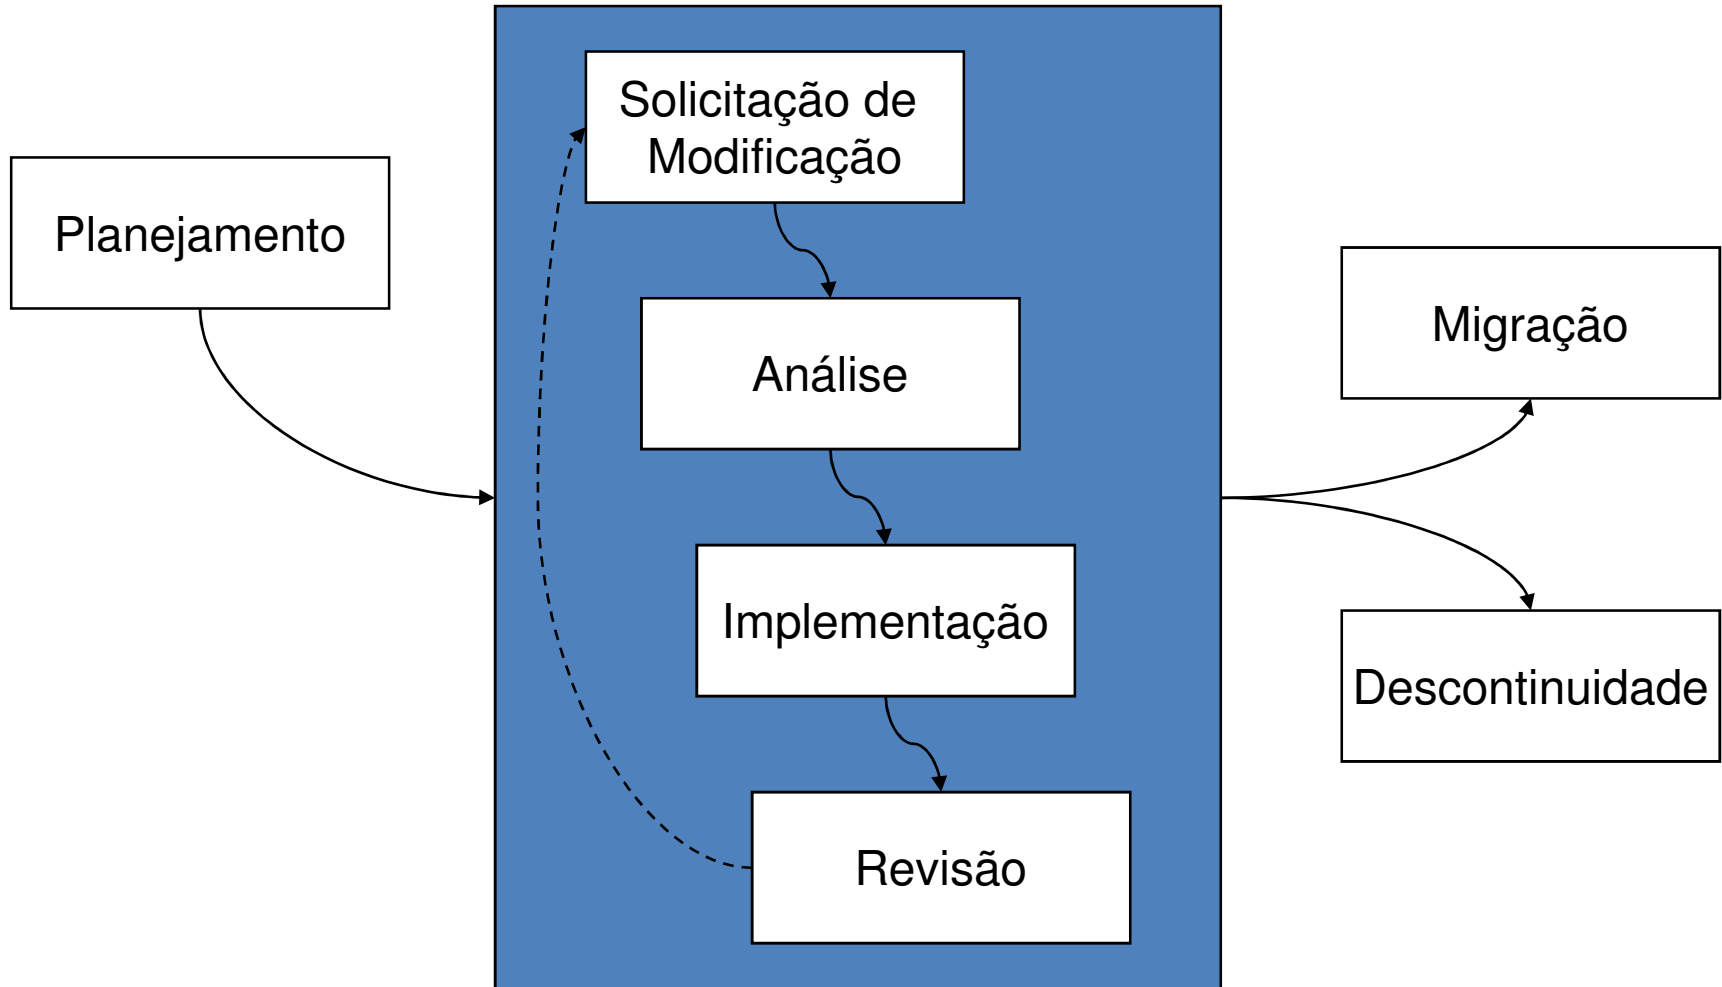 Planejamento
Solicitação de
Modificação
Análise
Implementação
Revisão
Migração
Descontinuidade